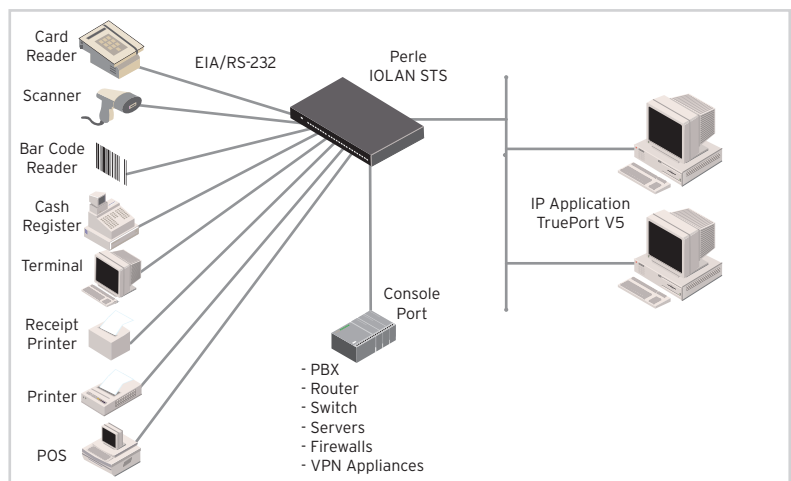 Card
Reader
EIA/RS-232
Perle
IOLAN STS
Scanner
Bar Code
Reader
Cash
Register
IP Application
TruePort V5
Terminal
Console
Port
Receipt
Printer
- PBX
- Router
- Switch
- Servers
- Firewalls
- VPN Appliances
Printer
POS